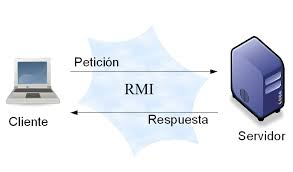 Petición
RMI
Respuesta
Cliente
Servidor